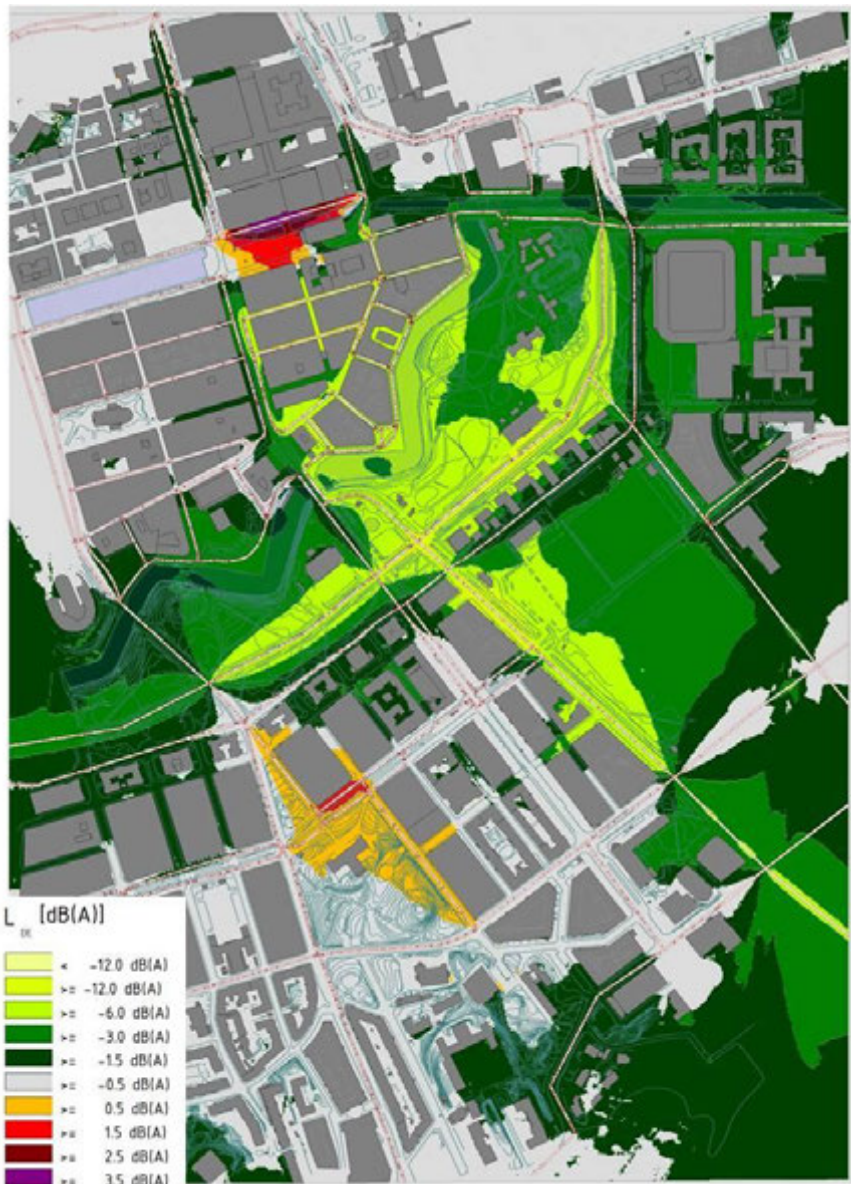 L DE [dB(A)]
< -12.0 dB(A)
>= -12.0 dB(A)
>= -6.0 dB(A)
>= -3.0 dB(A)
>= -1.5 dB(A)
>= -0.5 dB(A)
>= 0.5 dB(A)
>= 1.5 dB(A)
>= 2.5 dB(A)
>= 3.5 dB(A)